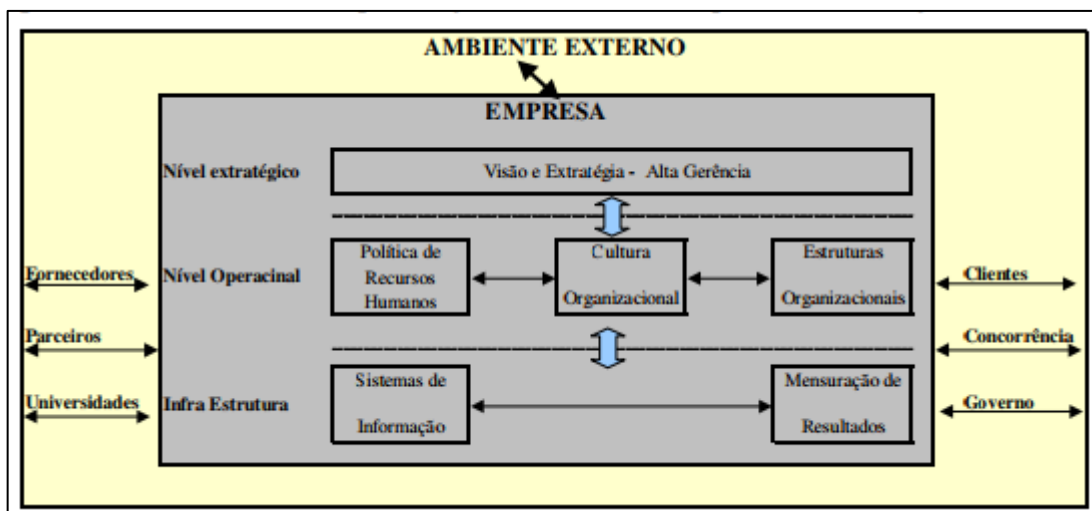 AMBIENTE EXTERNO
EMPRESA
Nível extratégico
Visão e Extratégia - Alta Gerência
Fornecedores
Parceiros
Universidades
Nível Operacinal
Política de
Recursos
Humanos
Cultura
Organizacional
Estruturas
Organizacionais
Infra Estrutura
Sistemas de
Informação
Mensuração de
Resultados
Clientes
Concorrência
Governo